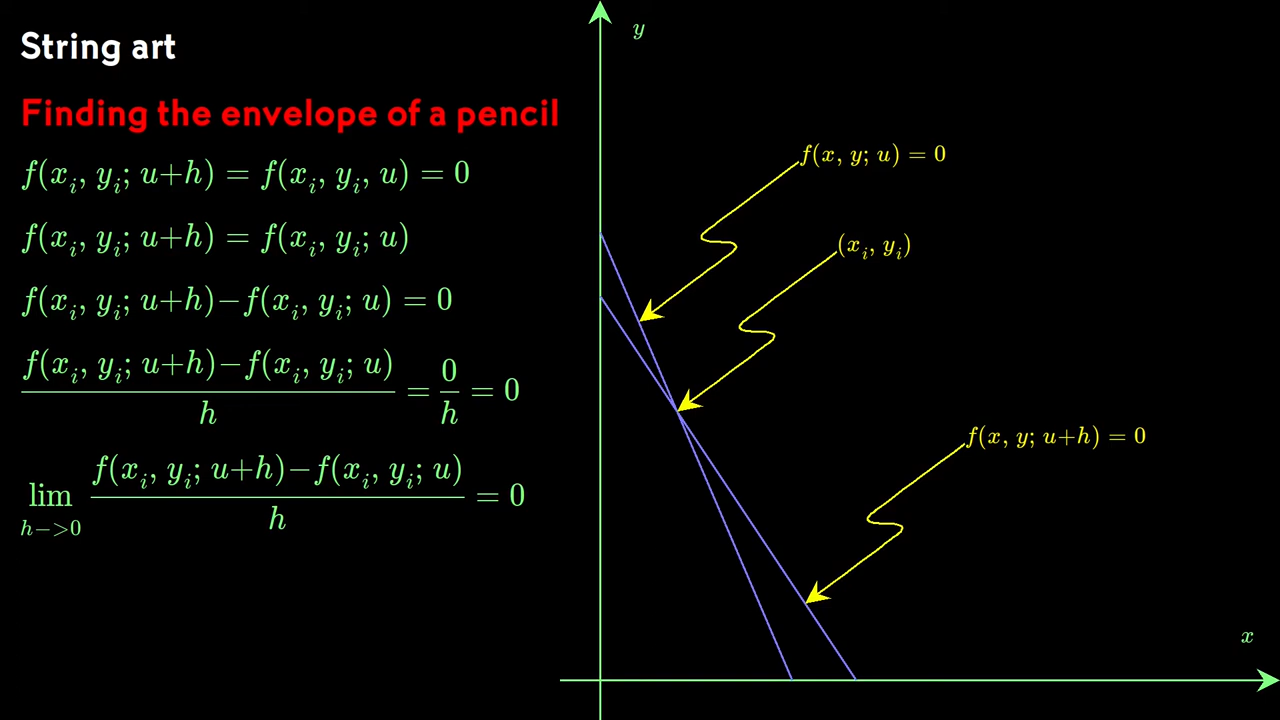 String art
Finding the envelope of a pencil
f(x_i, y_i; u+h) = f(x_i, y_i, u) = 0
f(x_i, y_i; u+h) = f(x_i, y_i; u)
f(x_i, y_i; u+h)−f(x_i, y_i; u) = 0
f(x_i, y_i; u+h)−f(x_i, y_i; u) / h = 0 / h = 0
lim h−>0 f(x_i, y_i; u+h)−f(x_i, y_i; u) / h = 0
y
f(x, y; u) = 0
(x_i, y_i)
f(x, y; u+h) = 0
x